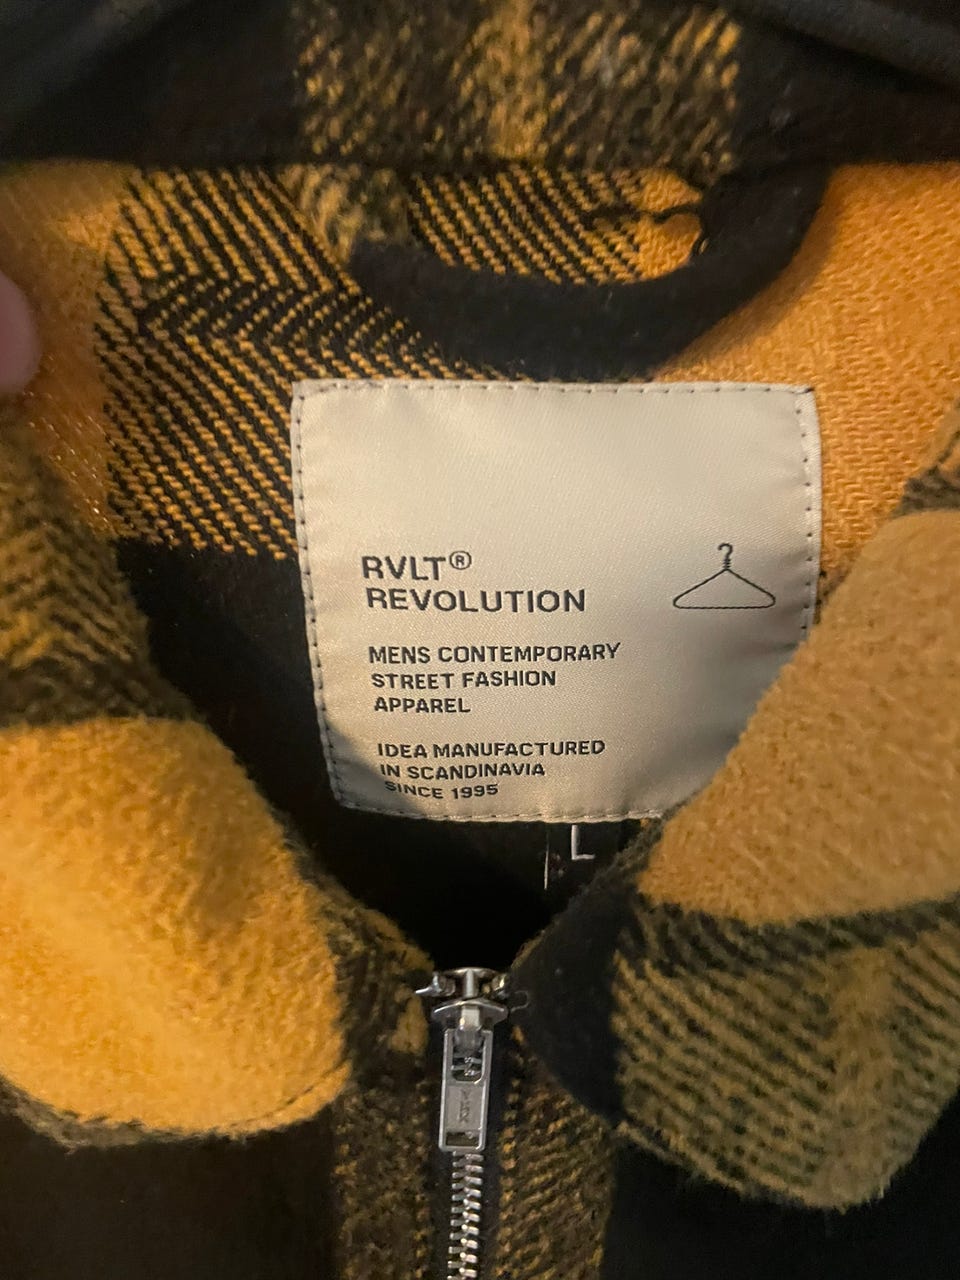 RVLT®
REVOLUTION
MENS CONTEMPORARY
STREET FASHION
APPAREL
IDEA MANUFACTURED
IN SCANDINAVIA
SINCE 1995
L